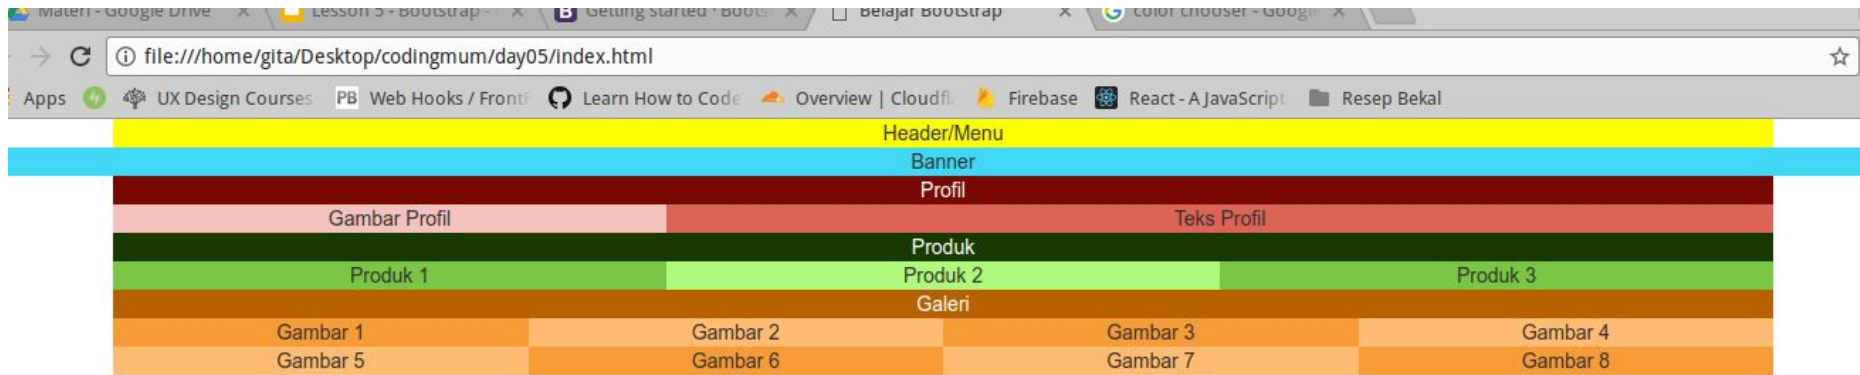 Materi - Google Drive Lesson 5 - Bootstrap - Getting started · Boots Belajar Bootstrap color chooser - Google
file:///home/gita/Desktop/codingmum/day05/index.html
Apps UX Design Courses PB Web Hooks / Front Learn How to Code Overview | Cloudfl Firebase React - A JavaScript Resep Bekal
Header/Menu
Banner
Profil
Gambar Profil Teks Profil
Produk
Produk 1 Produk 2 Produk 3
Galeri
Gambar 1 Gambar 2 Gambar 3 Gambar 4
Gambar 5 Gambar 6 Gambar 7 Gambar 8